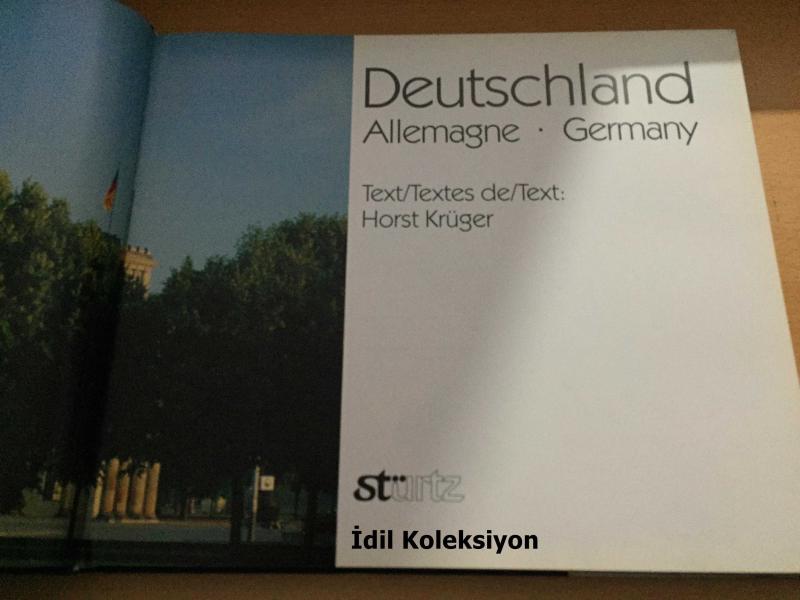 Deutschland
Allemagne · Germany
Text/Textes de/Text:
Horst Krüger
stürtz
İdil Koleksiyon